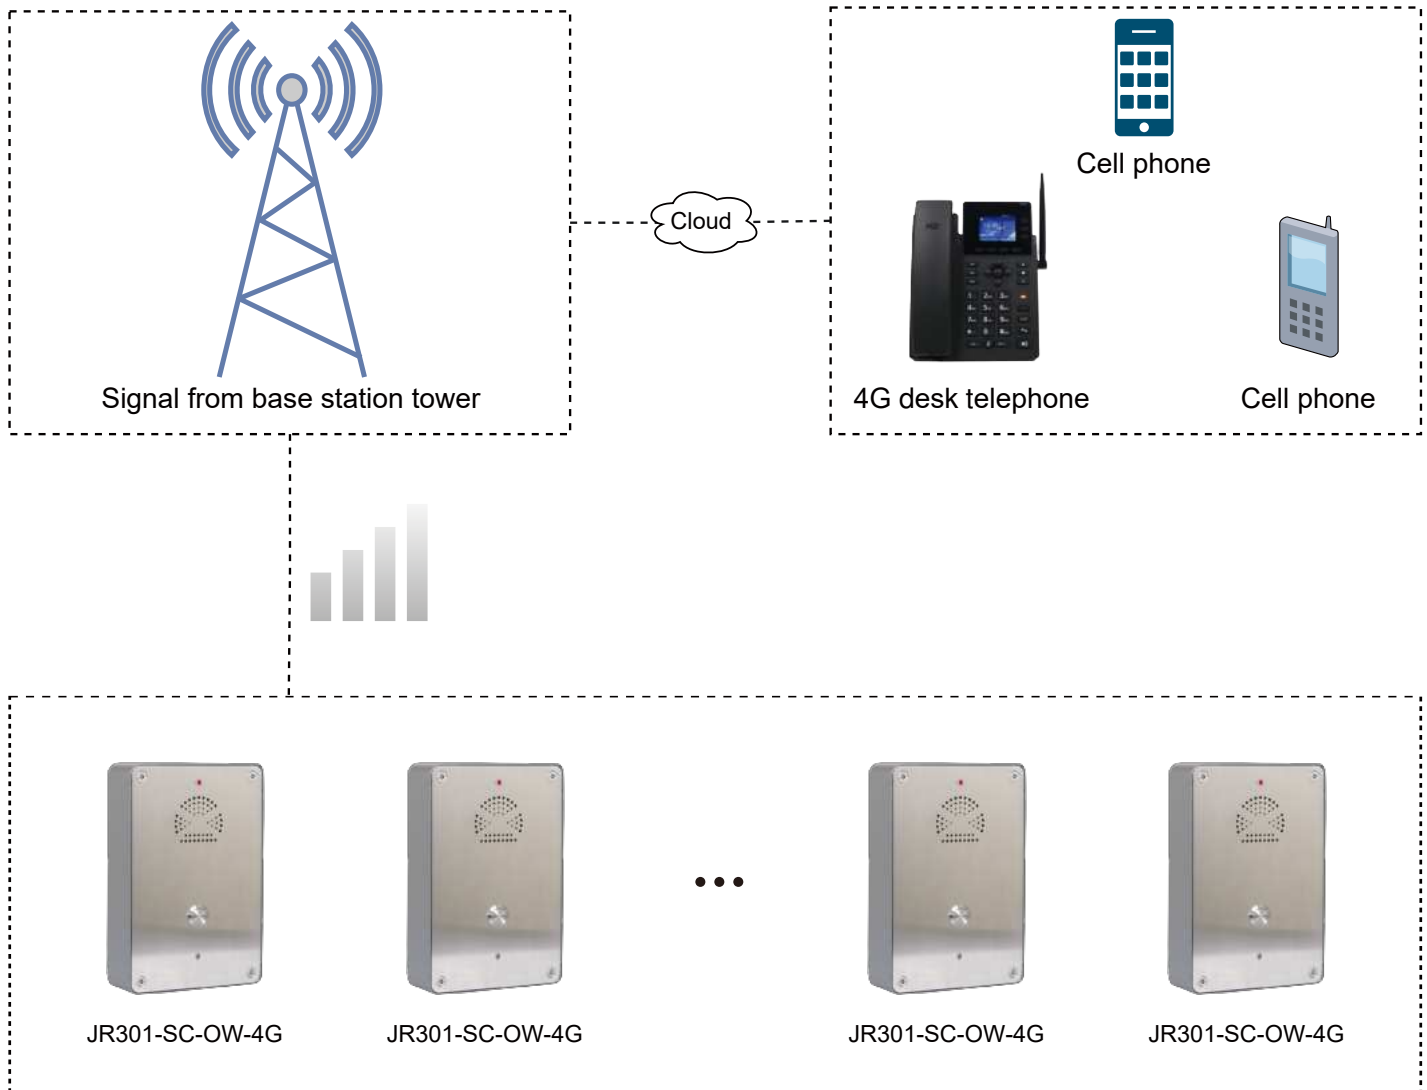 Cell phone
Cloud
Signal from base station tower
4G desk telephone
Cell phone
JR301-SC-OW-4G
JR301-SC-OW-4G
JR301-SC-OW-4G
JR301-SC-OW-4G